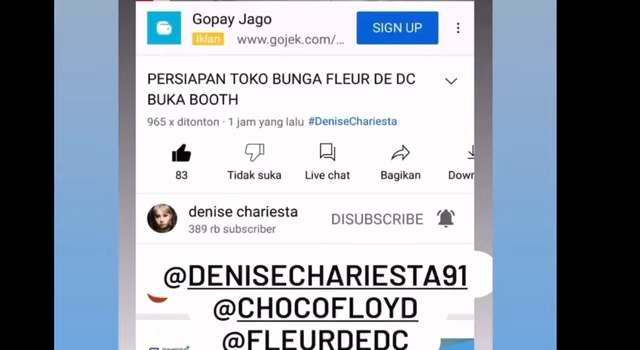 Gopay Jago
Iklan www.gojek.com/...
SIGN UP
PERSIAPAN TOKO BUNGA FLEUR DE DC
BUKA BOOTH
965 x ditonton · 1 jam yang lalu #DeniseChariesta
83 Tidak suka Live chat Bagikan Down
denise chariesta
389 rb subscriber
DISUBSCRIBE
@DENISECHARIESTA91
@CHOCOFLOYD
@FLEURDEDC